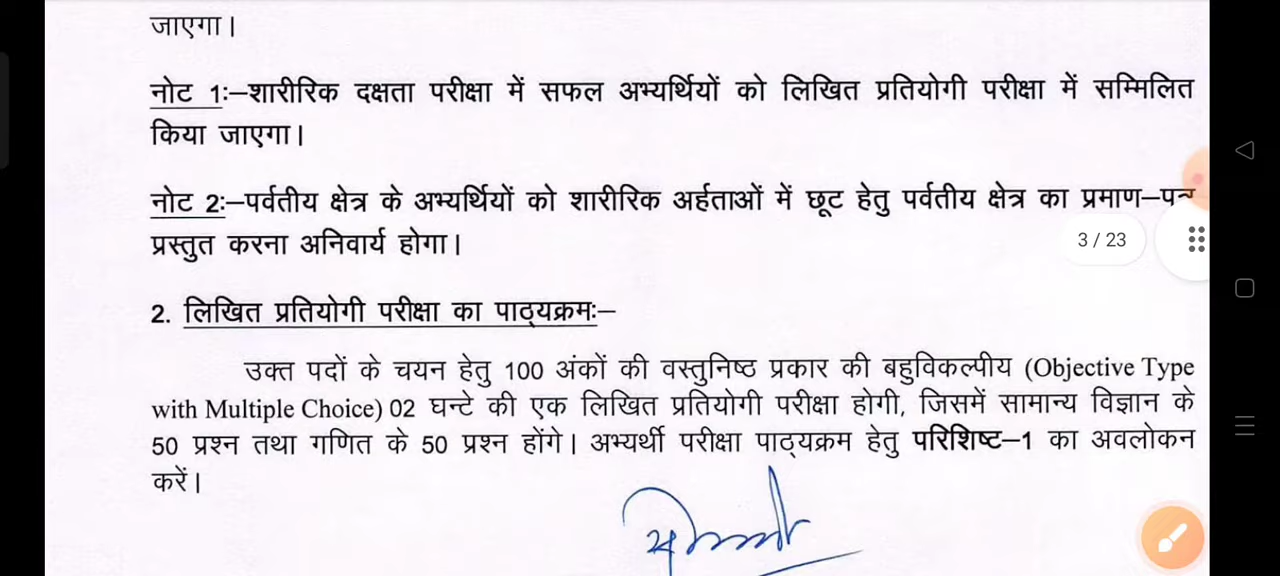 जाएगा।
नोट 1ः–शारीरिक दक्षता परीक्षा में सफल अभ्यर्थियों को लिखित प्रतियोगी परीक्षा में सम्मिलित
किया जाएगा।
नोट 2ः–पर्वतीय क्षेत्र के अभ्यर्थियों को शारीरिक अर्हताओं में छूट हेतु पर्वतीय क्षेत्र का प्रमाण–पत्र
प्रस्तुत करना अनिवार्य होगा।
3 / 23
2. लिखित प्रतियोगी परीक्षा का पाठ्यक्रमः–
उक्त पदों के चयन हेतु 100 अंकों की वस्तुनिष्ठ प्रकार की बहुविकल्पीय (Objective Type
with Multiple Choice) 02 घन्टे की एक लिखित प्रतियोगी परीक्षा होगी, जिसमें सामान्य विज्ञान के
50 प्रश्न तथा गणित के 50 प्रश्न होंगे। अभ्यर्थी परीक्षा पाठ्यक्रम हेतु परिशिष्ट–1 का अवलोकन
करें।